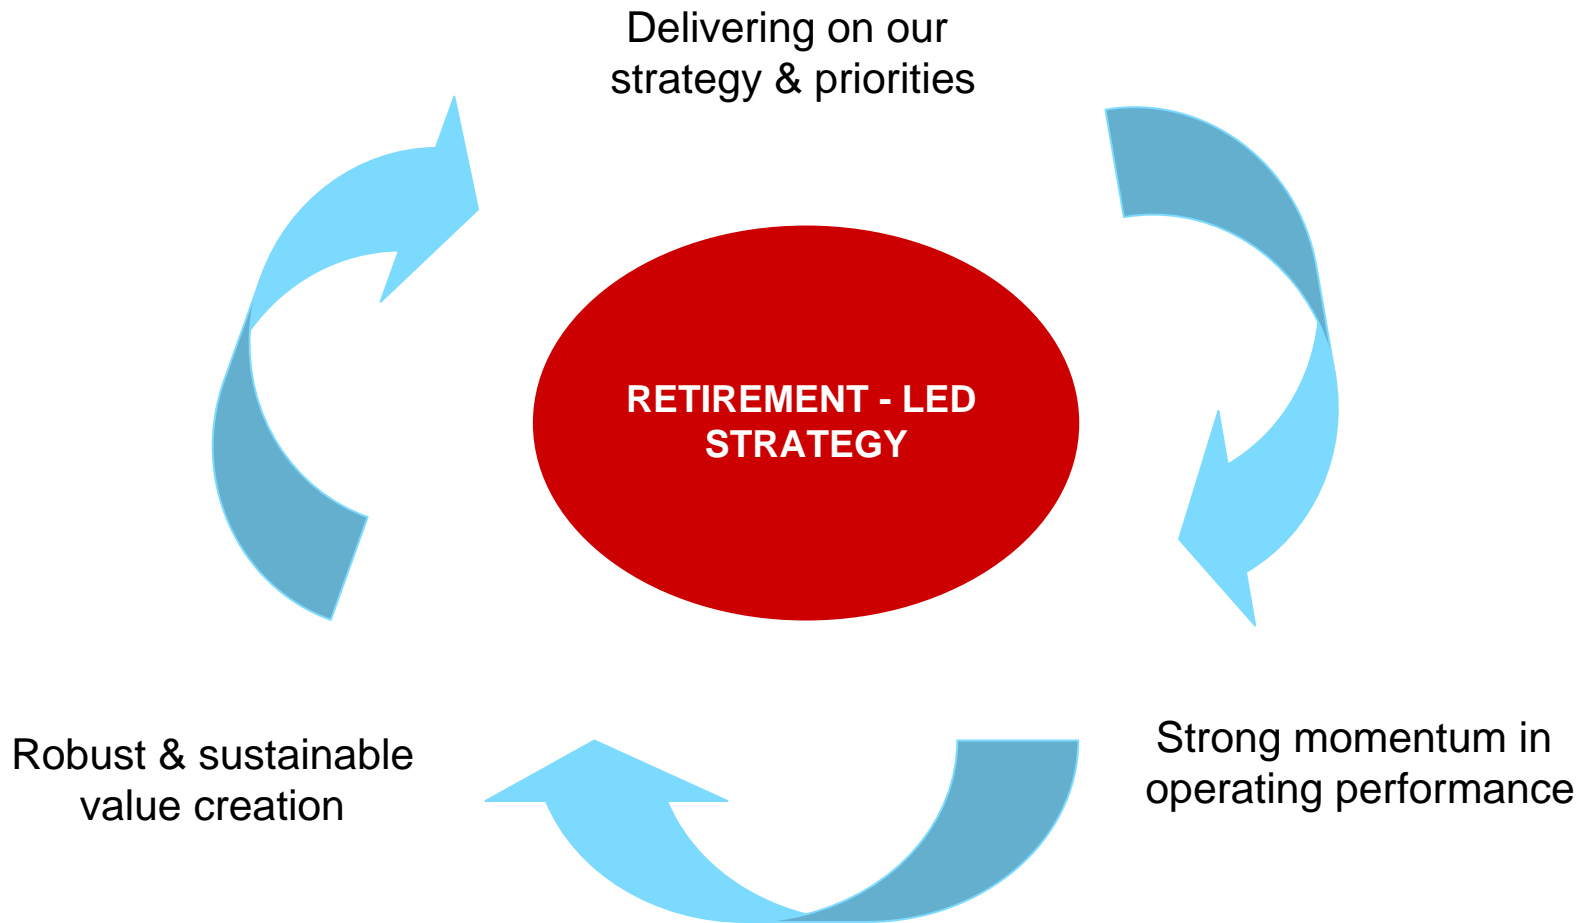 Delivering on our
strategy & priorities
RETIREMENT - LED
STRATEGY
Strong momentum in
operating performance
Robust & sustainable
value creation